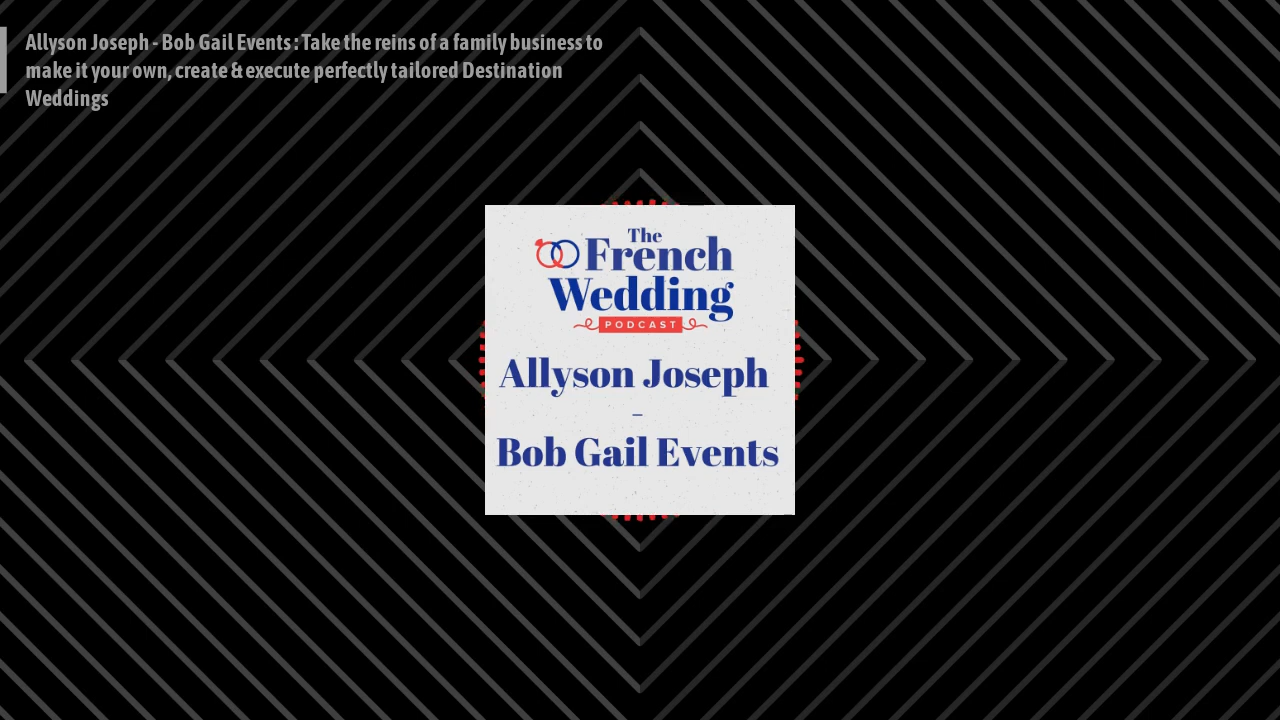 Allyson Joseph - Bob Gail Events : Take the reins of a family business to
make it your own, create & execute perfectly tailored Destination
Weddings
The
French
Wedding
PODCAST
Allyson Joseph
–
Bob Gail Events